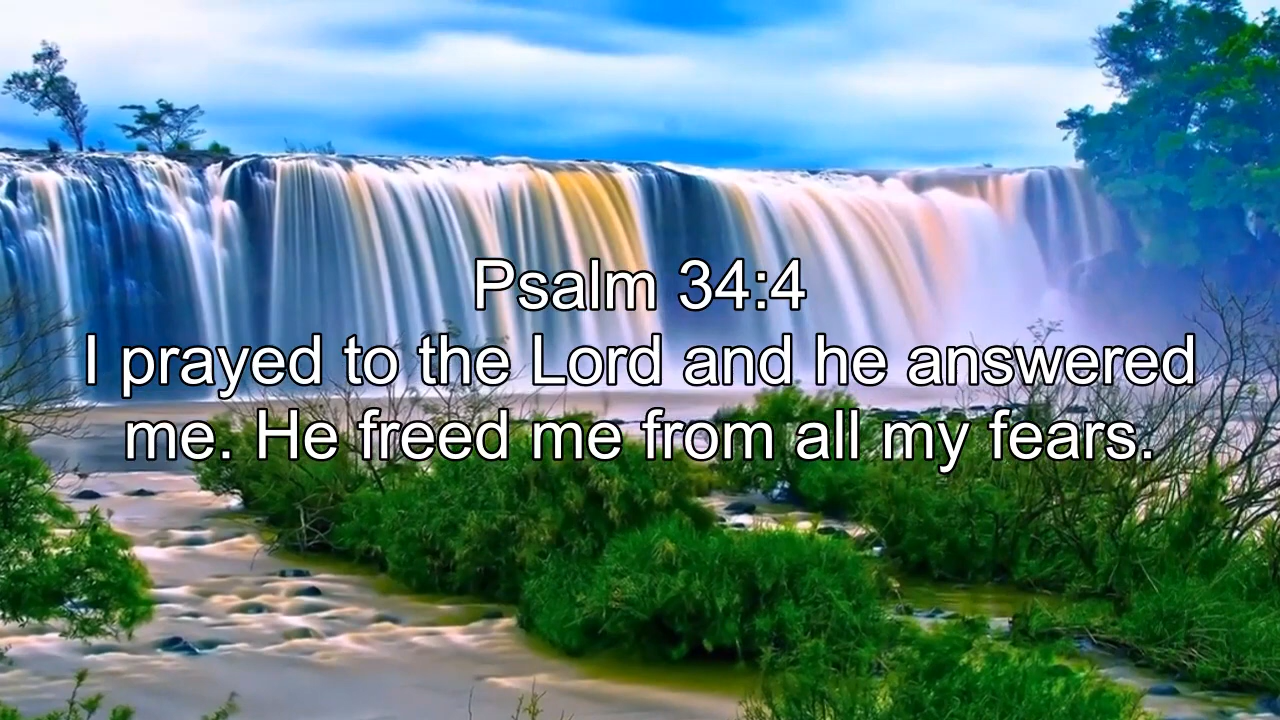 Psalm 34:4
I prayed to the Lord and he answered
me. He freed me from all my fears.